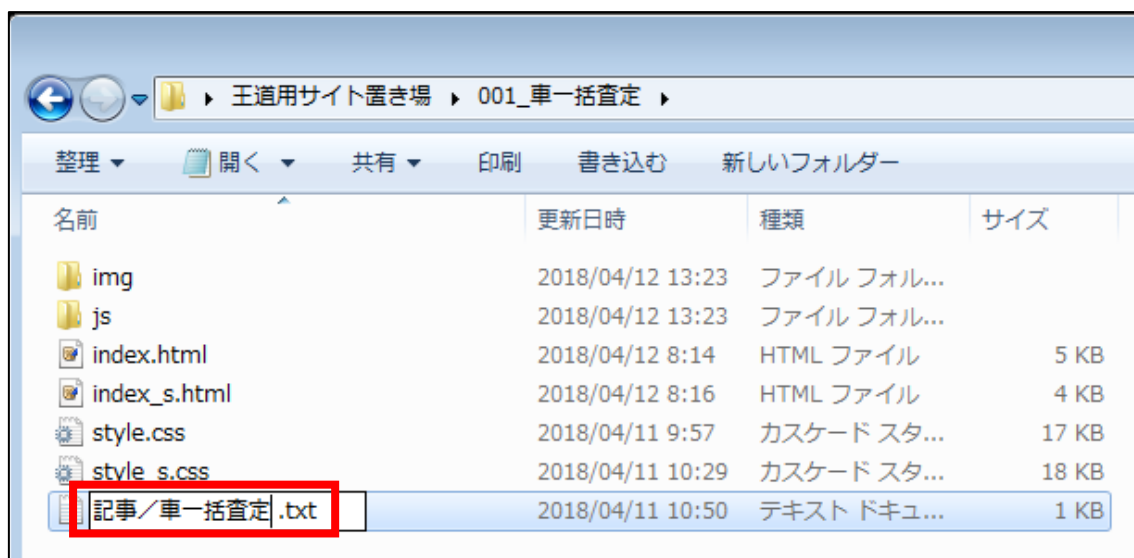 王道用サイト置き場 001_車一括査定
整理 開く 共有 印刷 書き込む 新しいフォルダー
名前 更新日時 種類 サイズ
img 2018/04/12 13:23 ファイル フォル...
js 2018/04/12 13:23 ファイル フォル...
index.html 2018/04/12 8:14 HTML ファイル 5 KB
index_s.html 2018/04/12 8:16 HTML ファイル 4 KB
style.css 2018/04/11 9:57 カスケード スタ... 17 KB
style_s.css 2018/04/11 10:29 カスケード スタ... 18 KB
記事／車一括査定 .txt 2018/04/11 10:50 テキスト ドキュ... 1 KB